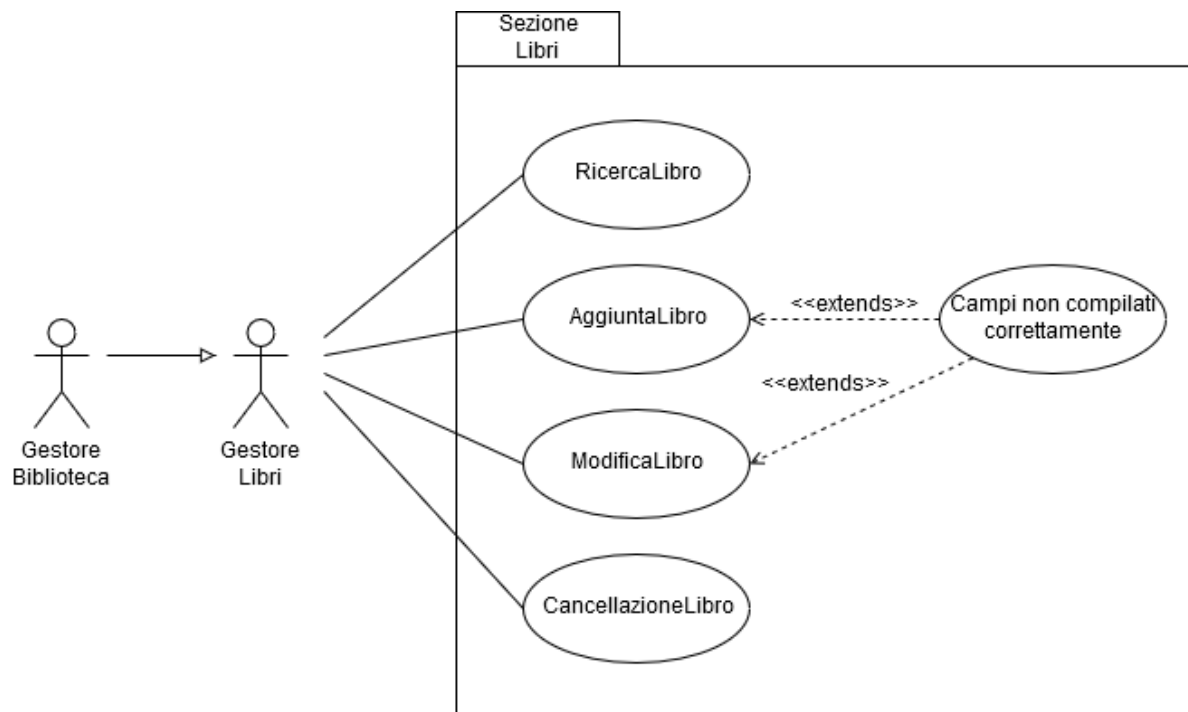 Sezione
Libri
RicercaLibro
AggiuntaLibro
<<extends>>
Campi non compilati
correttamente
<<extends>>
Gestore
Biblioteca
Gestore
Libri
ModificaLibro
CancellazioneLibro